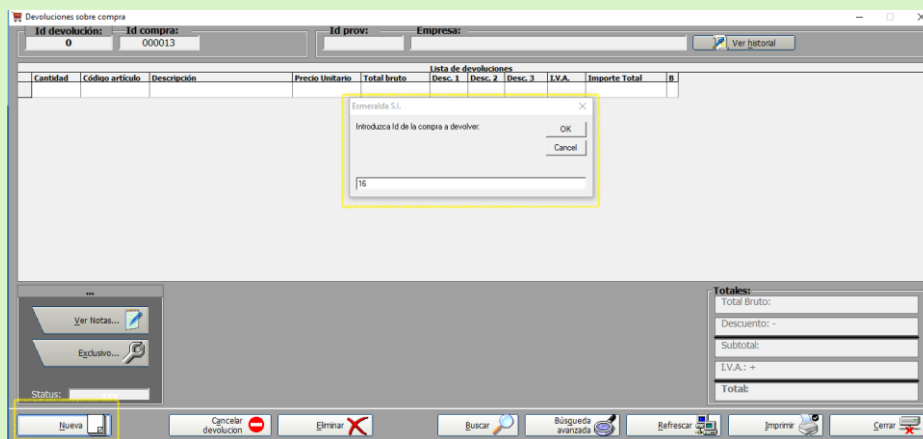 Devoluciones sobre compra
Id devolución: Id compra: Id prov: Empresa:
0 000013 Ver historial
Lista de devoluciones
Cantidad Código artículo Descripción Precio Unitario Total bruto Desc. 1 Desc. 2 Desc. 3 I.V.A. Importe Total B
Esmeralda S.I.
Introduzca Id de la compra a devolver:
OK
Cancel
16
...
Ver Notas...
Exclusivo...
Status:
Totales:
Total Bruto:
Descuento: -
Subtotal:
I.V.A.: +
Total:
Nueva Cancelar devolucion Eliminar Buscar Búsqueda avanzada Refrescar Imprimir Cerrar